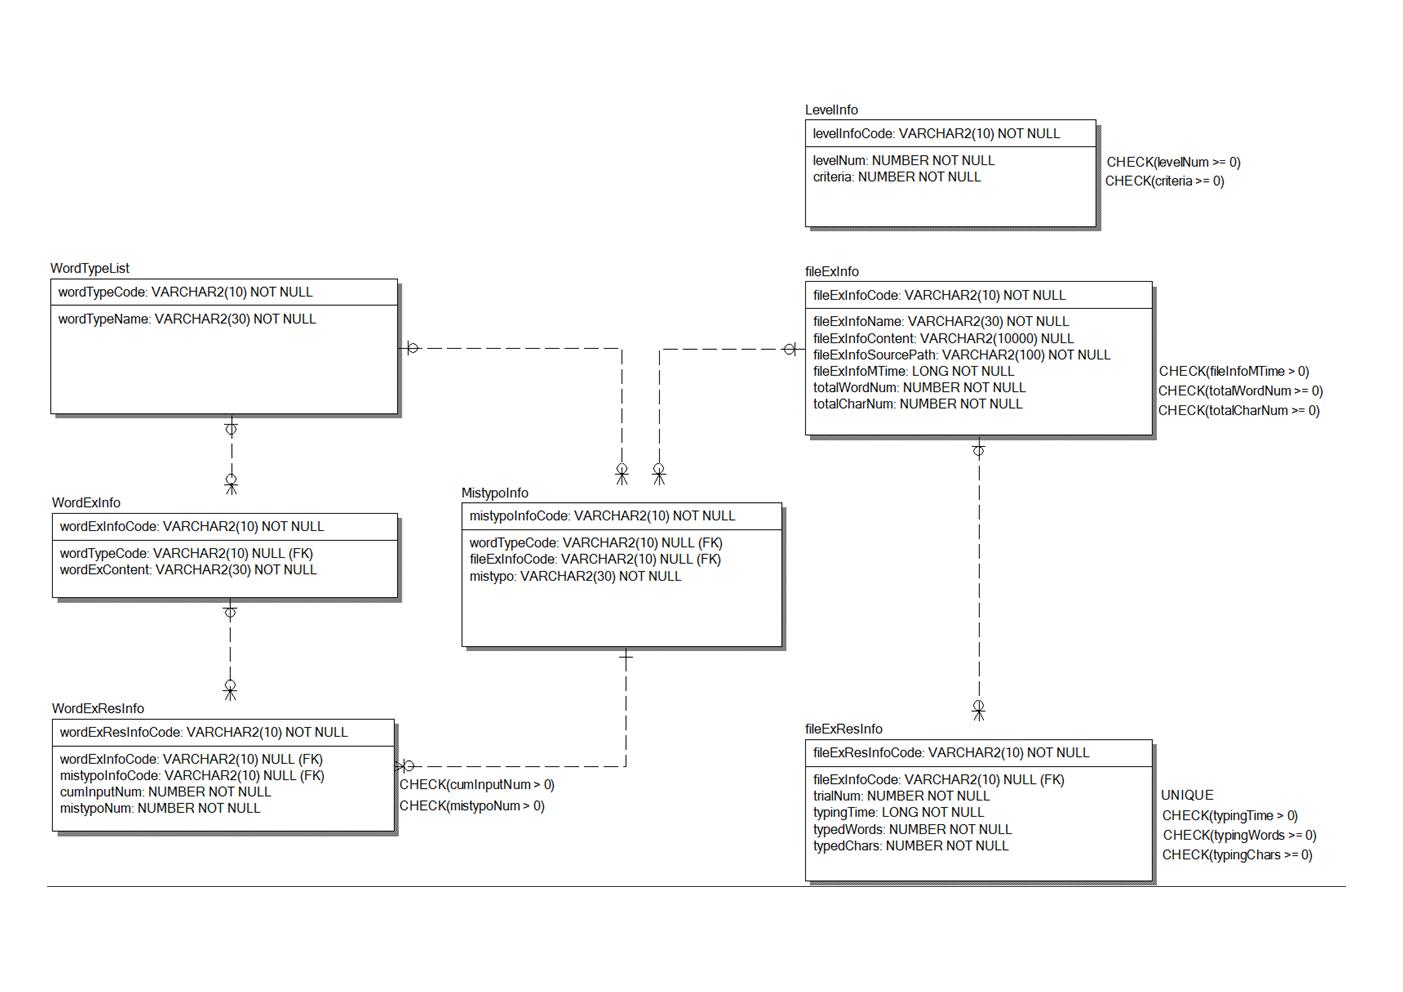 LevelInfo
levelInfoCode: VARCHAR2(10) NOT NULL
levelNum: NUMBER NOT NULL
criteria: NUMBER NOT NULL
CHECK(levelNum >= 0)
CHECK(criteria >= 0)
WordTypeList
wordTypeCode: VARCHAR2(10) NOT NULL
wordTypeName: VARCHAR2(30) NOT NULL
fileExInfo
fileExInfoCode: VARCHAR2(10) NOT NULL
fileExInfoName: VARCHAR2(30) NOT NULL
fileExInfoContent: VARCHAR2(10000) NULL
fileExInfoSourcePath: VARCHAR2(100) NOT NULL
fileExInfoMTime: LONG NOT NULL
totalWordNum: NUMBER NOT NULL
totalCharNum: NUMBER NOT NULL
CHECK(fileInfoMTime > 0)
CHECK(totalWordNum >= 0)
CHECK(totalCharNum >= 0)
WordExInfo
wordExInfoCode: VARCHAR2(10) NOT NULL
wordTypeCode: VARCHAR2(10) NULL (FK)
wordExContent: VARCHAR2(30) NOT NULL
MistypoInfo
mistypoInfoCode: VARCHAR2(10) NOT NULL
wordTypeCode: VARCHAR2(10) NULL (FK)
fileExInfoCode: VARCHAR2(10) NULL (FK)
mistypo: VARCHAR2(30) NOT NULL
WordExResInfo
wordExResInfoCode: VARCHAR2(10) NOT NULL
wordExInfoCode: VARCHAR2(10) NULL (FK)
mistypoInfoCode: VARCHAR2(10) NULL (FK)
cumInputNum: NUMBER NOT NULL
mistypoNum: NUMBER NOT NULL
CHECK(cumInputNum > 0)
CHECK(mistypoNum > 0)
fileExResInfo
fileExResInfoCode: VARCHAR2(10) NOT NULL
fileExInfoCode: VARCHAR2(10) NULL (FK)
trialNum: NUMBER NOT NULL
typingTime: LONG NOT NULL
typedWords: NUMBER NOT NULL
typedChars: NUMBER NOT NULL
UNIQUE
CHECK(typingTime > 0)
CHECK(typingWords >= 0)
CHECK(typingChars >= 0)